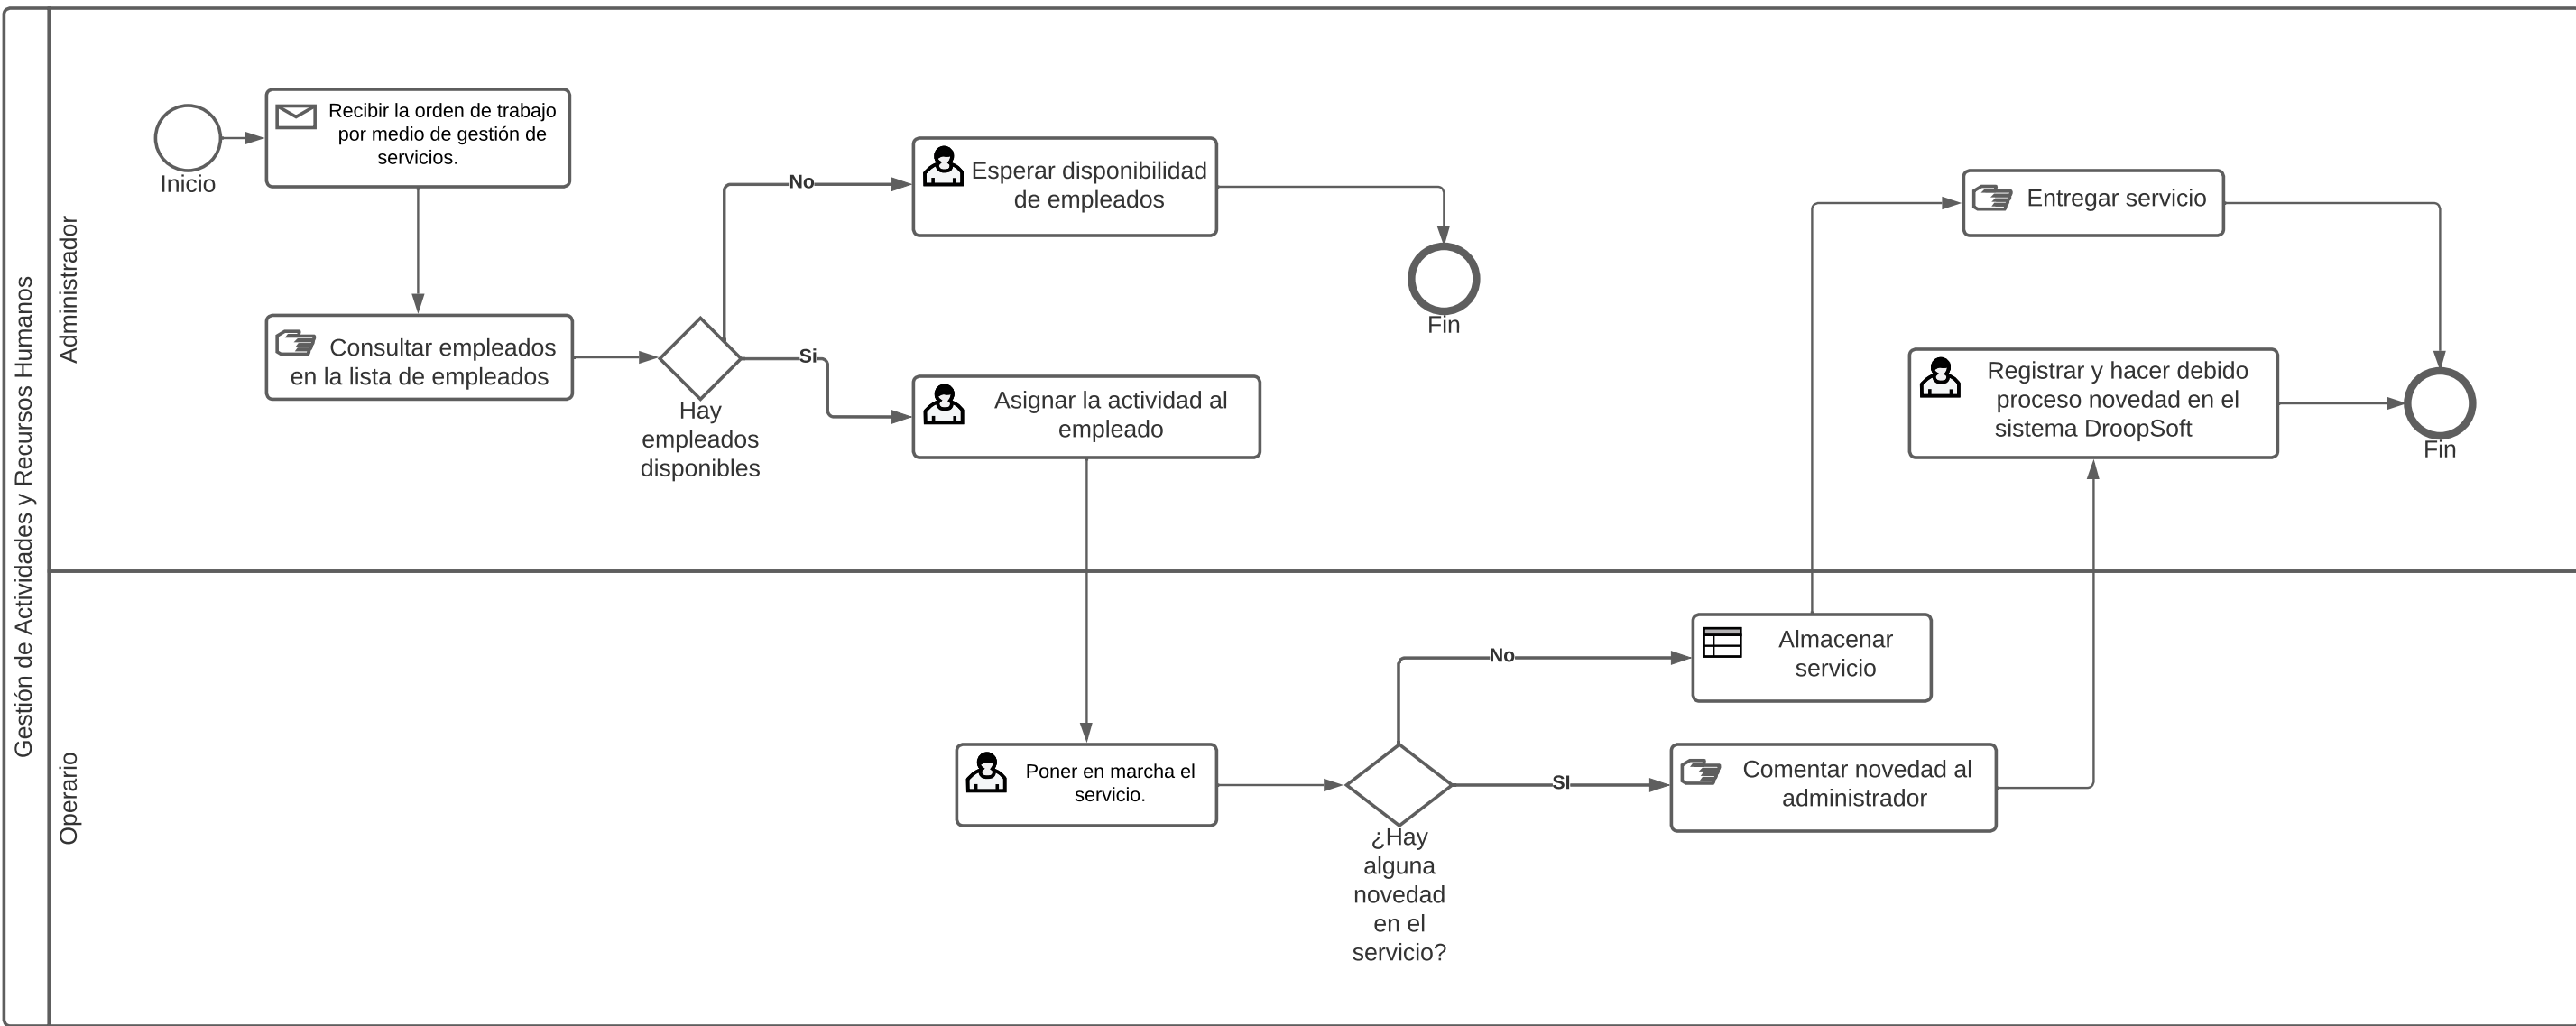 Gestión de Actividades y Recursos Humanos
Administrador
Inicio
Recibir la orden de trabajo
por medio de gestión de
servicios.
Consultar empleados
en la lista de empleados
Hay
empleados
disponibles
No
Esperar disponibilidad
de empleados
Fin
Si
Asignar la actividad al
empleado
Entregar servicio
Registrar y hacer debido
proceso novedad en el
sistema DroopSoft
Fin
Operario
Poner en marcha el
servicio.
¿Hay
alguna
novedad
en el
servicio?
No
Almacenar
servicio
SI
Comentar novedad al
administrador